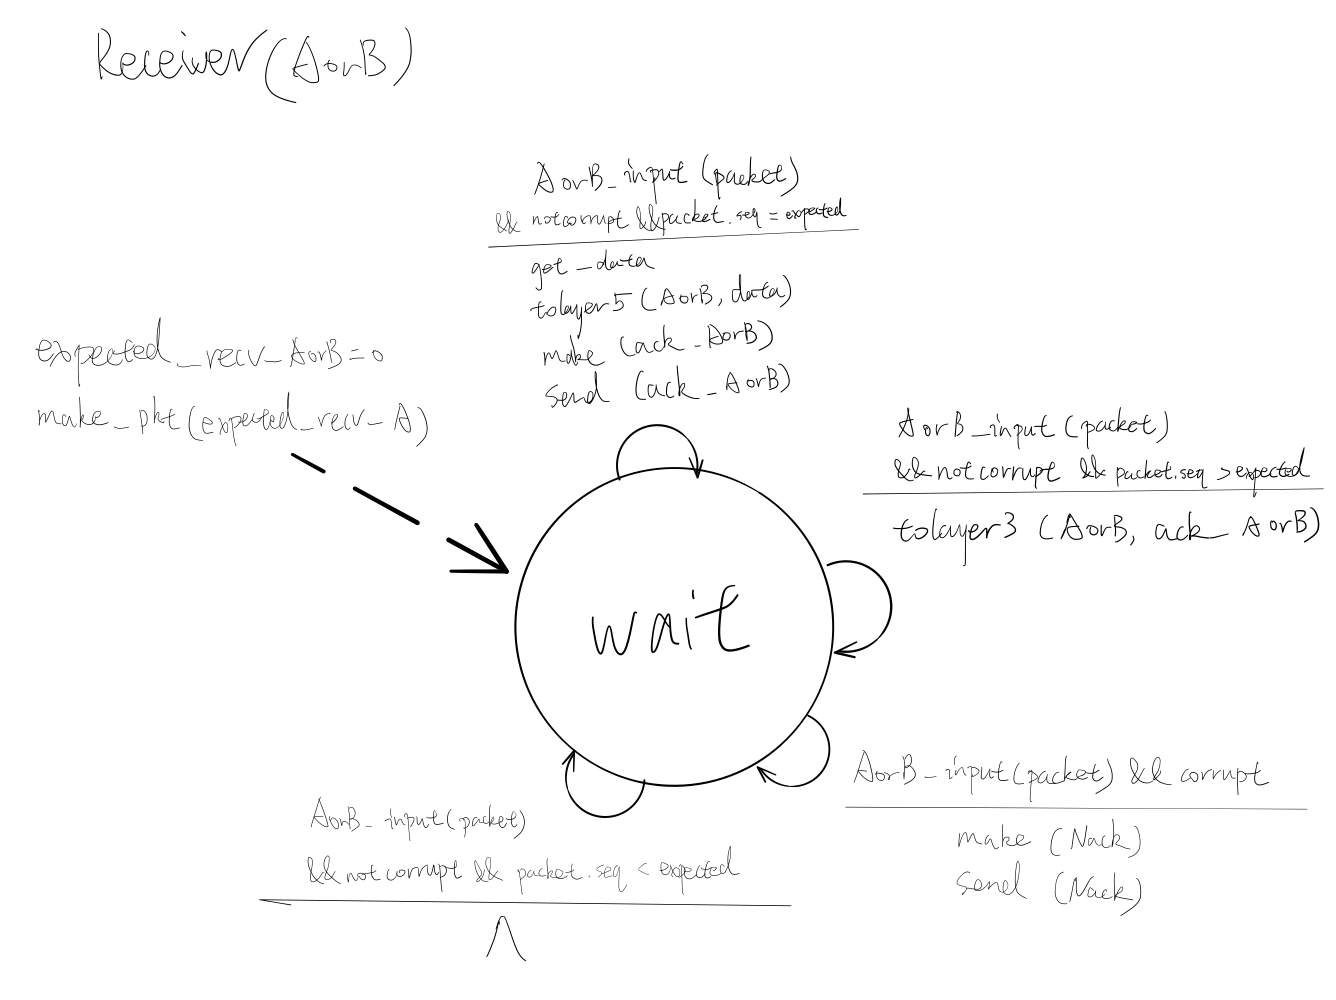 Receiver (AorB)
AorB_input (packet)
&& notcorrupt &&packet.seq = expected
get_data
tolayer5 (AorB, data)
make (ack_AorB)
send (ack_AorB)
expected_recv_AorB=0
make_pkt(expected_recv_A)
AorB_input (packet)
&& not corrupt && packet.seq > expected
tolayer3 (AorB, ack_AorB)
wait
AorB_input(packet) && corrupt
make (Nack)
send (Nack)
AorB_input(packet)
&& not corrupt && packet.seq < expected
Λ